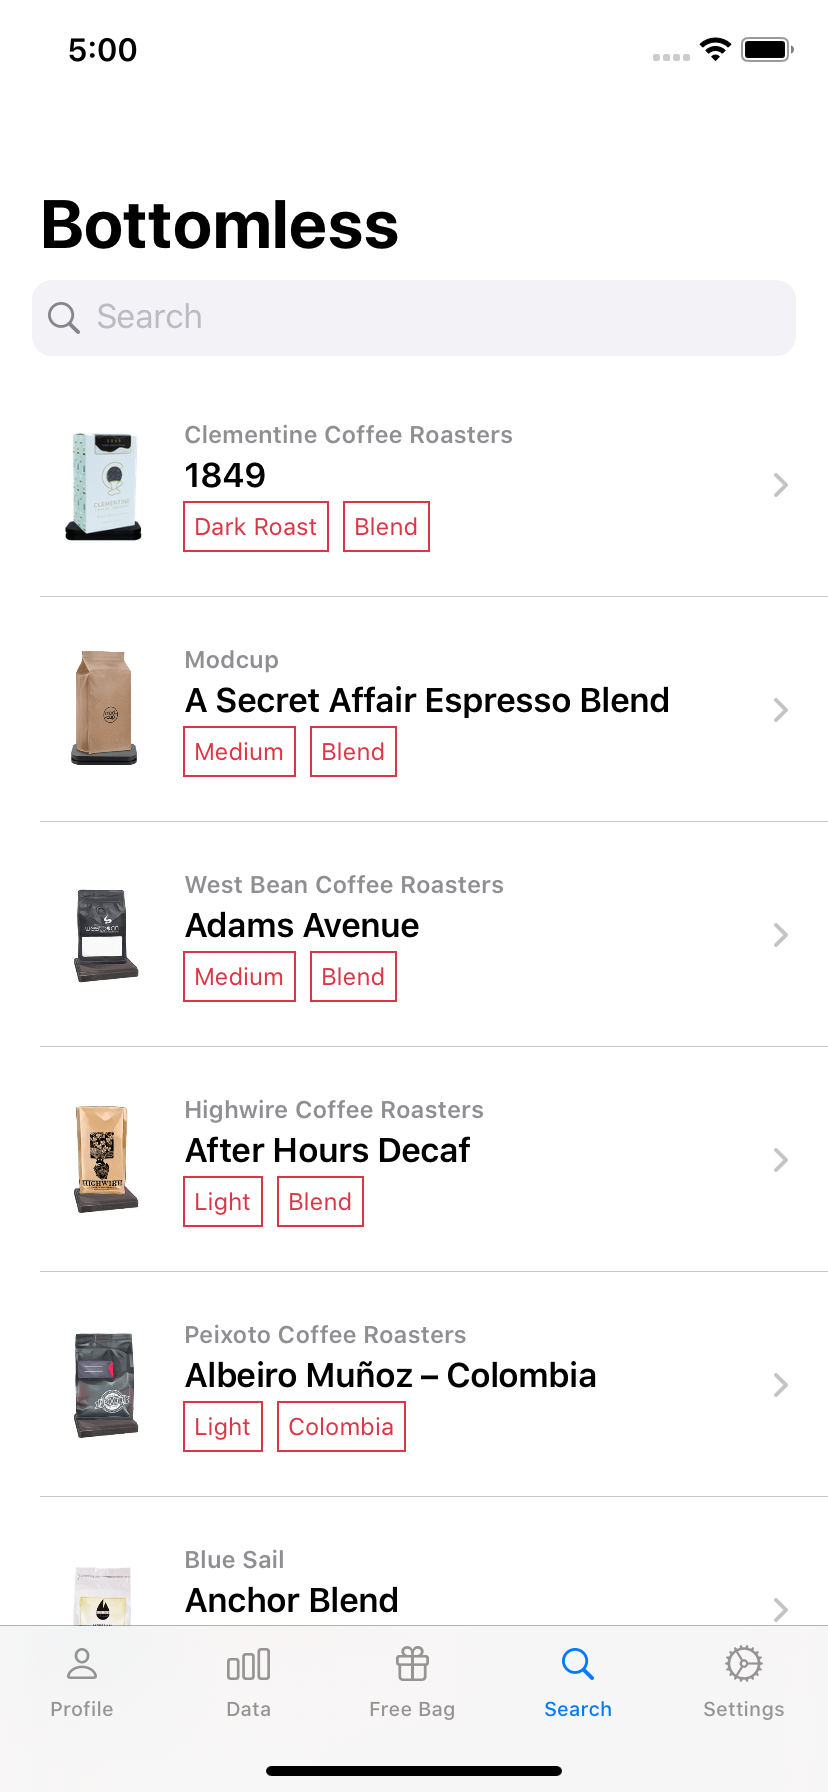 5:00
Bottomless
Search
Clementine Coffee Roasters
1849
Dark Roast Blend
CLEMENTINE
Modcup
A Secret Affair Espresso Blend
Medium Blend
West Bean Coffee Roasters
Adams Avenue
Medium Blend
Highwire Coffee Roasters
After Hours Decaf
Light Blend
HIGHWIRE
Peixoto Coffee Roasters
Albeiro Muñoz – Colombia
Light Colombia
Blue Sail
Anchor Blend
Profile Data Free Bag Search Settings